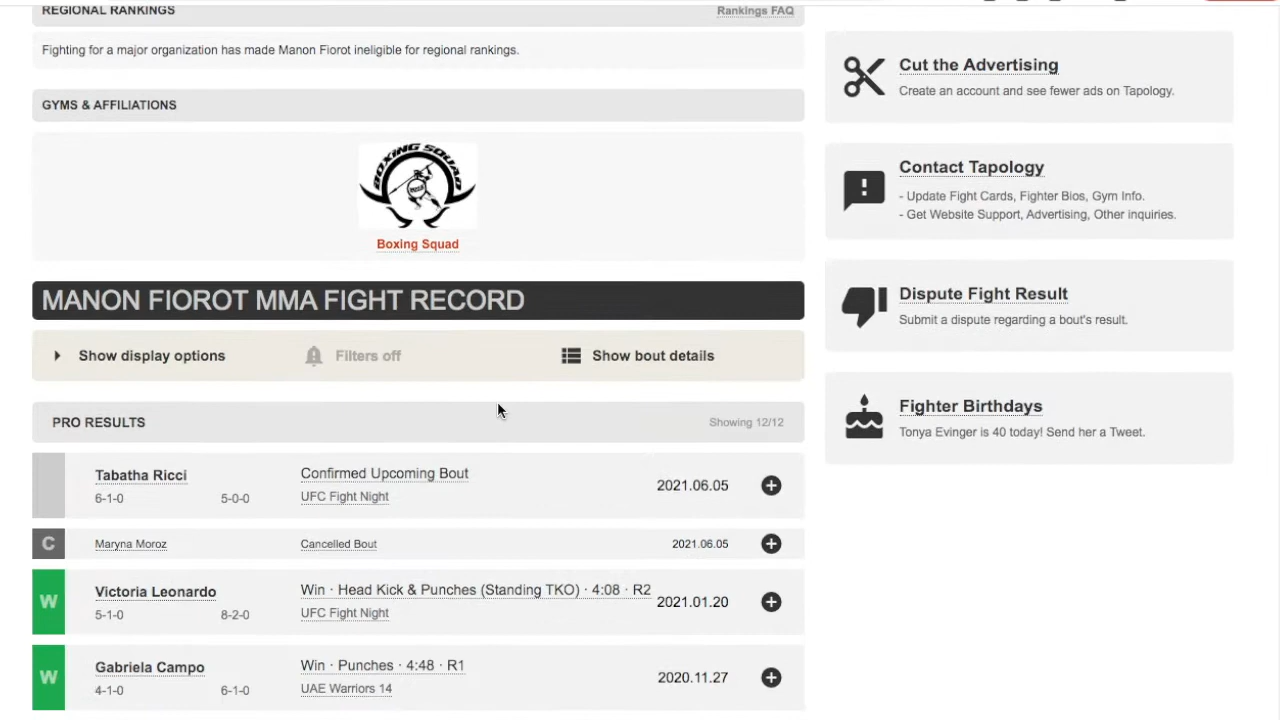 REGIONAL RANKINGS
Rankings FAQ
Fighting for a major organization has made Manon Fiorot ineligible for regional rankings.
GYMS & AFFILIATIONS
BOXING SQUAD
Boxing Squad
MANON FIOROT MMA FIGHT RECORD
Show display options
Filters off
Show bout details
PRO RESULTS
Showing 12/12
Tabatha Ricci
6-1-0 5-0-0
Confirmed Upcoming Bout
UFC Fight Night
2021.06.05
C
Maryna Moroz
Cancelled Bout
2021.06.05
W
Victoria Leonardo
5-1-0 8-2-0
Win · Head Kick & Punches (Standing TKO) · 4:08 · R2
UFC Fight Night
2021.01.20
W
Gabriela Campo
4-1-0 6-1-0
Win · Punches · 4:48 · R1
UAE Warriors 14
2020.11.27
Cut the Advertising
Create an account and see fewer ads on Tapology.
Contact Tapology
- Update Fight Cards, Fighter Bios, Gym Info.
- Get Website Support, Advertising, Other inquiries.
Dispute Fight Result
Submit a dispute regarding a bout's result.
Fighter Birthdays
Tonya Evinger is 40 today! Send her a Tweet.